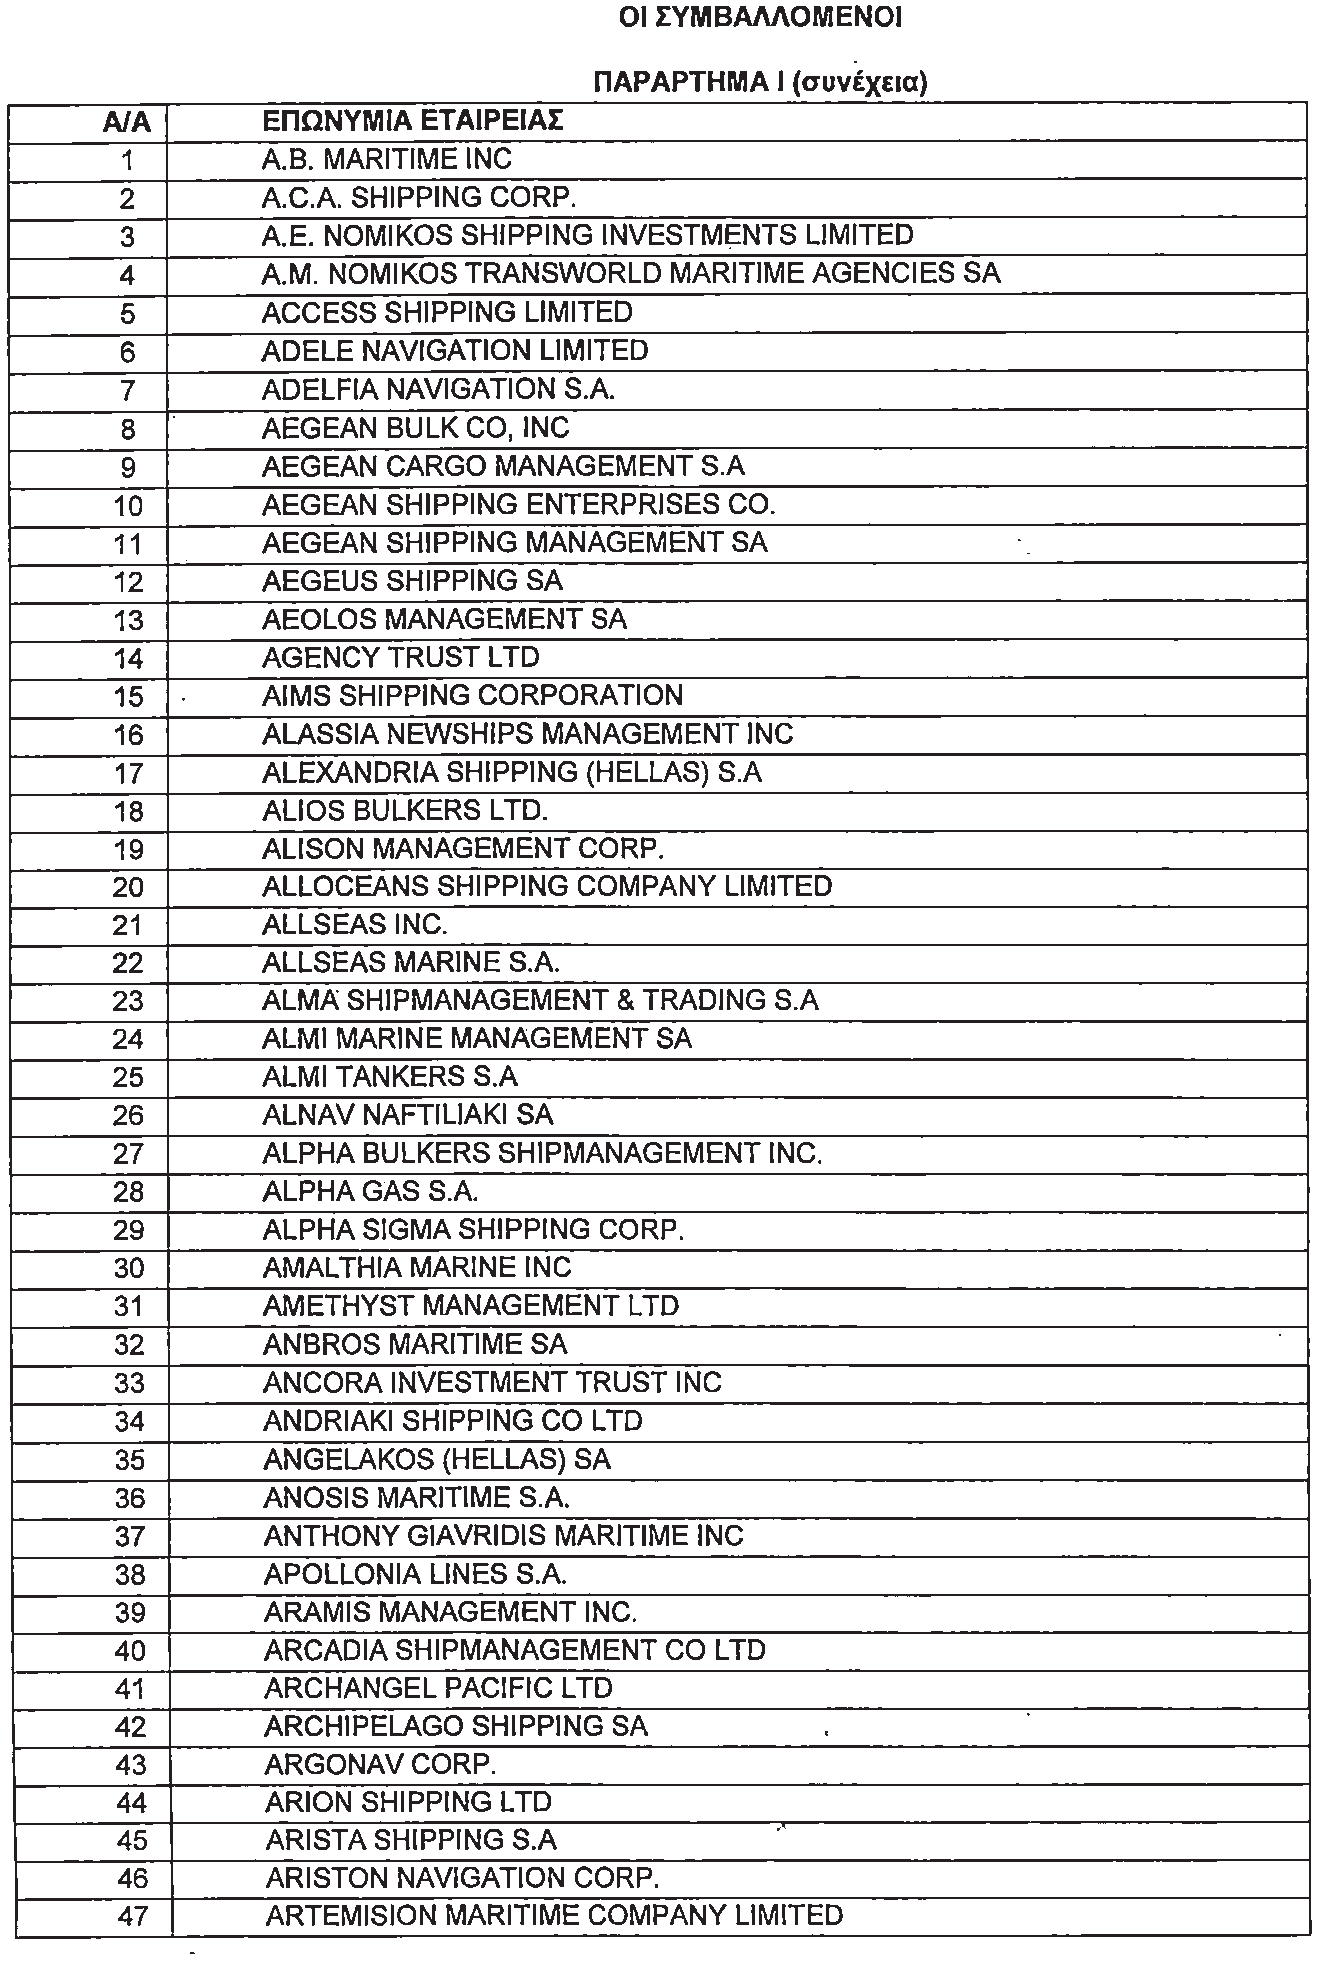 ΟΙ ΣΥΜΒΑΛΛΟΜΕΝΟΙ
ΠΑΡΑΡΤΗΜΑ Ι (συνέχεια)
Α/Α ΕΠΩΝΥΜΙΑ ΕΤΑΙΡΕΙΑΣ
1 A.B. MARITIME INC
2 A.C.A. SHIPPING CORP.
3 A.E. NOMIKOS SHIPPING INVESTMENTS LIMITED
4 A.M. NOMIKOS TRANSWORLD MARITIME AGENCIES SA
5 ACCESS SHIPPING LIMITED
6 ADELE NAVIGATION LIMITED
7 ADELFIA NAVIGATION S.A.
8 AEGEAN BULK CO, INC
9 AEGEAN CARGO MANAGEMENT S.A
10 AEGEAN SHIPPING ENTERPRISES CO.
11 AEGEAN SHIPPING MANAGEMENT SA
12 AEGEUS SHIPPING SA
13 AEOLOS MANAGEMENT SA
14 AGENCY TRUST LTD
15 AIMS SHIPPING CORPORATION
16 ALASSIA NEWSHIPS MANAGEMENT INC
17 ALEXANDRIA SHIPPING (HELLAS) S.A
18 ALIOS BULKERS LTD.
19 ALISON MANAGEMENT CORP.
20 ALLOCEANS SHIPPING COMPANY LIMITED
21 ALLSEAS INC.
22 ALLSEAS MARINE S.A.
23 ALMA SHIPMANAGEMENT & TRADING S.A
24 ALMI MARINE MANAGEMENT SA
25 ALMI TANKERS S.A
26 ALNAV NAFTILIAKI SA
27 ALPHA BULKERS SHIPMANAGEMENT INC.
28 ALPHA GAS S.A.
29 ALPHA SIGMA SHIPPING CORP.
30 AMALTHIA MARINE INC
31 AMETHYST MANAGEMENT LTD
32 ANBROS MARITIME SA
33 ANCORA INVESTMENT TRUST INC
34 ANDRIAKI SHIPPING CO LTD
35 ANGELAKOS (HELLAS) SA
36 ANOSIS MARITIME S.A.
37 ANTHONY GIAVRIDIS MARITIME INC
38 APOLLONIA LINES S.A.
39 ARAMIS MANAGEMENT INC.
40 ARCADIA SHIPMANAGEMENT CO LTD
41 ARCHANGEL PACIFIC LTD
42 ARCHIPELAGO SHIPPING SA
43 ARGONAV CORP.
44 ARION SHIPPING LTD
45 ARISTA SHIPPING S.A
46 ARISTON NAVIGATION CORP.
47 ARTEMISION MARITIME COMPANY LIMITED